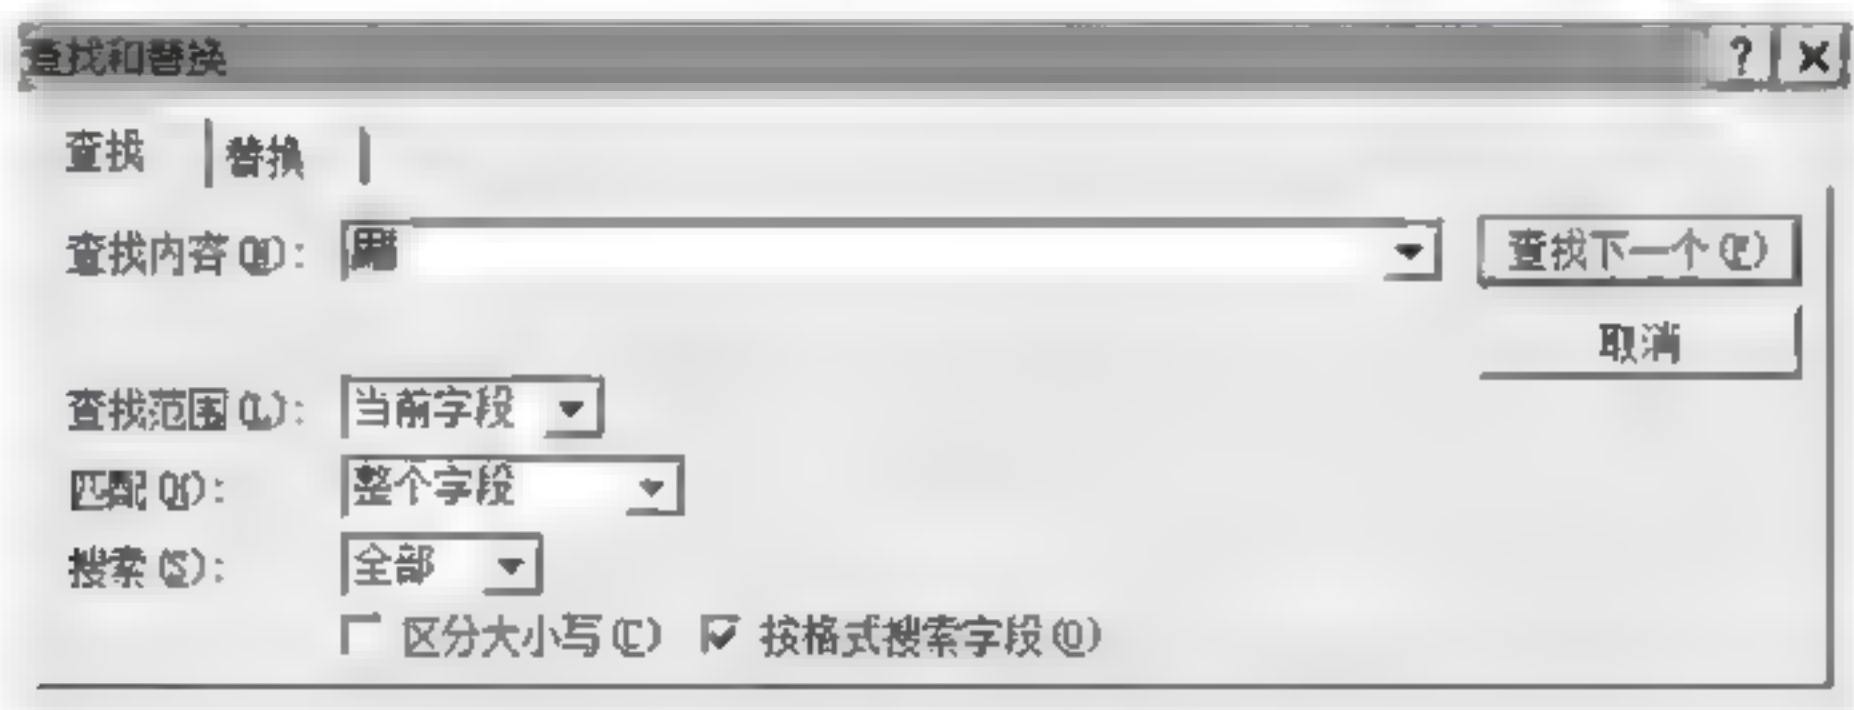 查找和替换
查找 替换
查找内容(N): 查找下一个(F)
取消
查找范围(L): 当前字段
匹配(H): 整个字段
搜索(S): 全部
区分大小写(C) 按格式搜索字段(O)